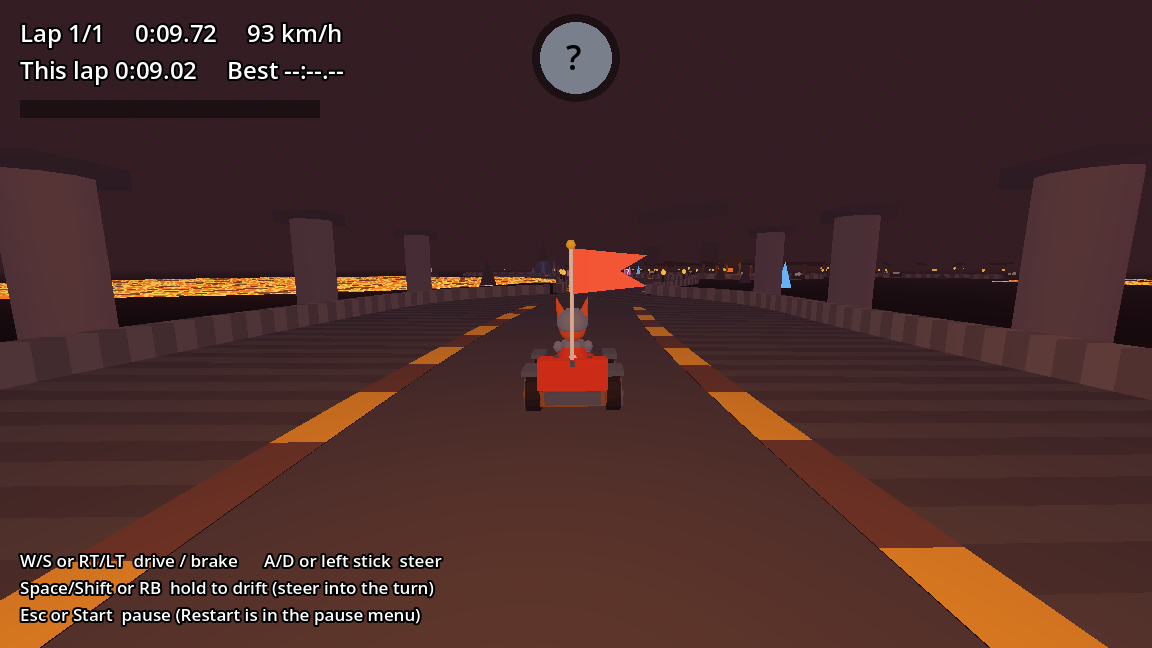 Lap 1/1 0:09.72 93 km/h
This lap 0:09.02 Best --:--.--
?
W/S or RT/LT drive / brake A/D or left stick steer
Space/Shift or RB hold to drift (steer into the turn)
Esc or Start pause (Restart is in the pause menu)